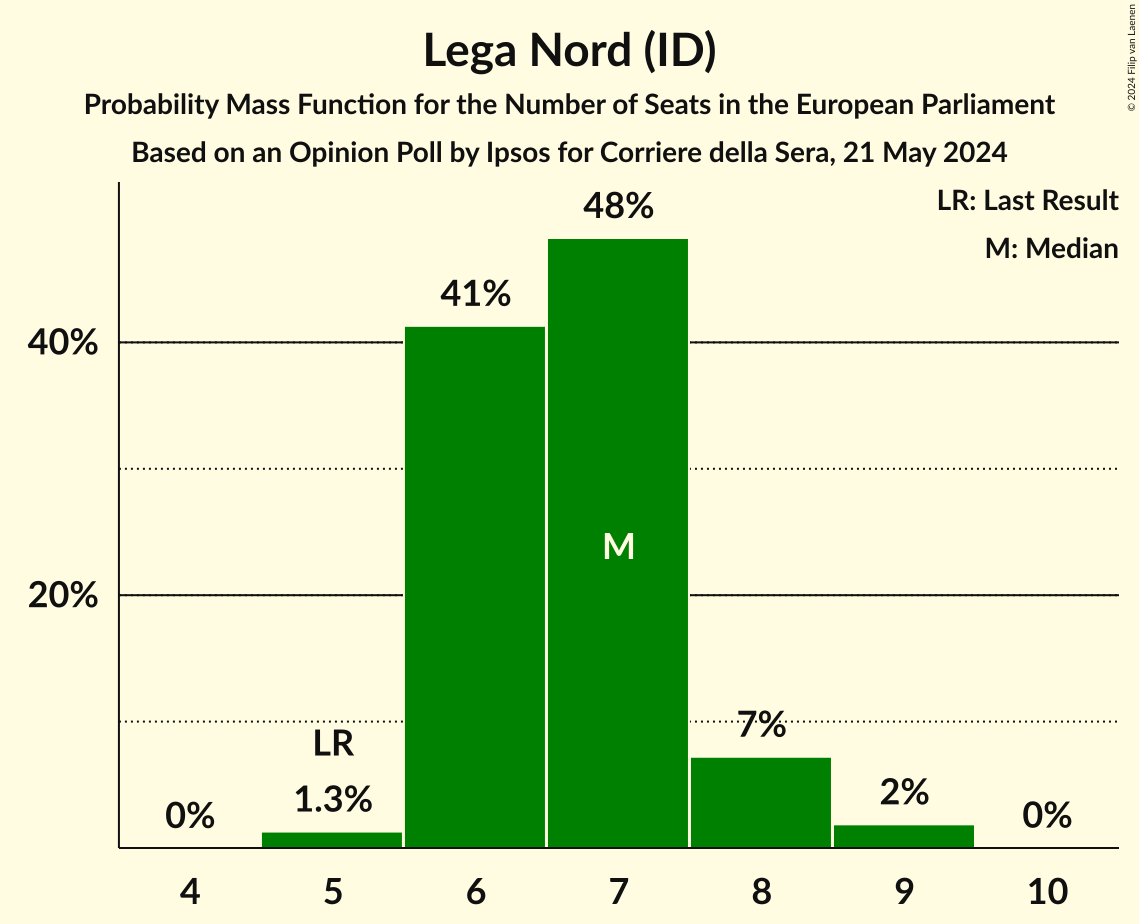 Lega Nord (ID)
Probability Mass Function for the Number of Seats in the European Parliament
Based on an Opinion Poll by Ipsos for Corriere della Sera, 21 May 2024
© 2024 Filip van Laenen
LR: Last Result
M: Median
48%
41%
40%
M
20%
7%
LR
1.3%
2%
0%
0%
4 5 6 7 8 9 10